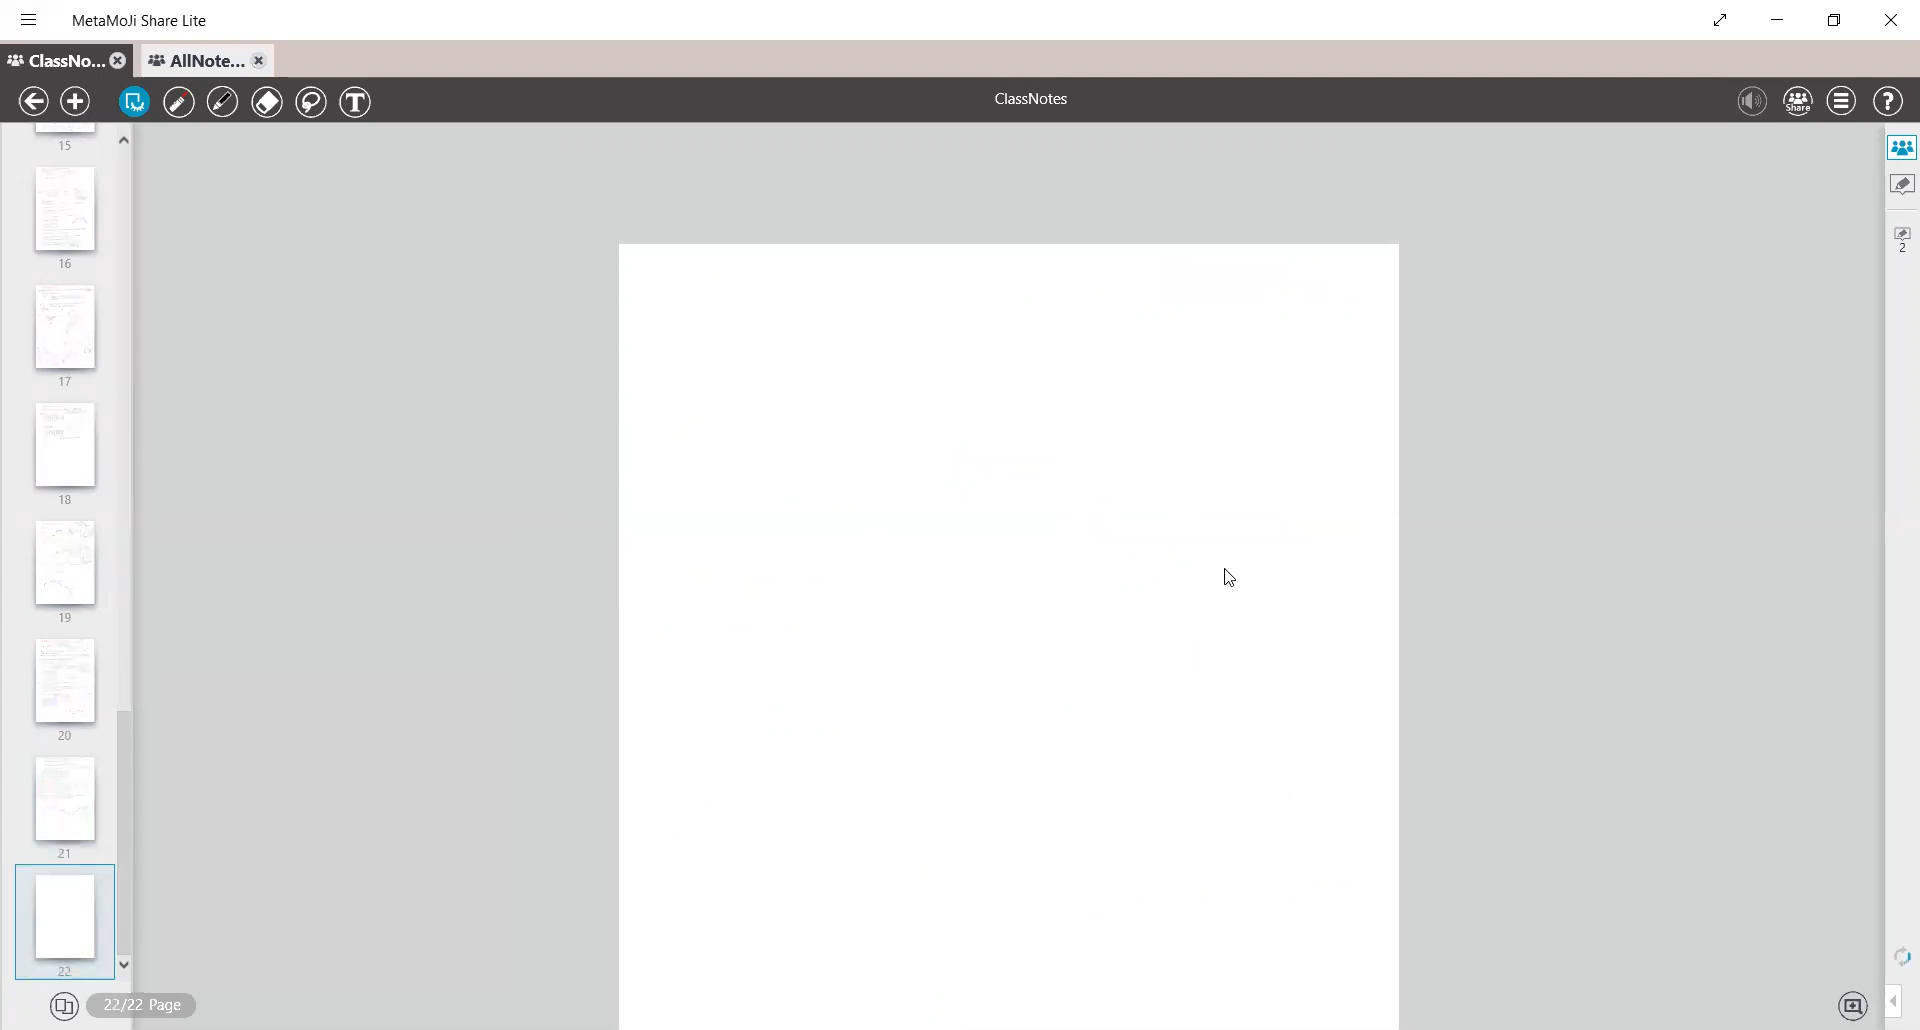 MetaMoJi Share Lite
ClassNo...
AllNote...
T
ClassNotes
Share
?
15
16
17
18
19
20
21
22
2
22/22 Page